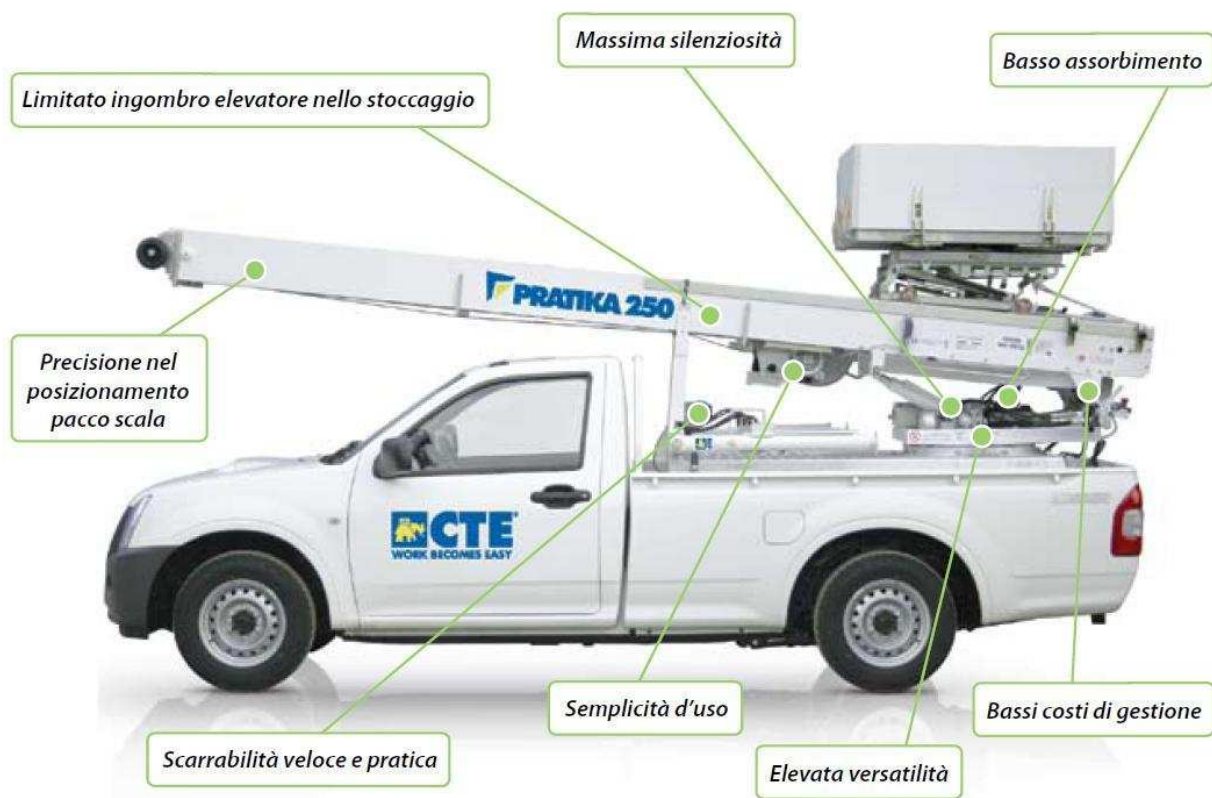 Massima silenziosità
Basso assorbimento
Limitato ingombro elevatore nello stoccaggio
PRATIKA 250
Precisione nel
posizionamento
pacco scala
CTE
CTE
WORK BECOMES EASY
Semplicità d'uso
Bassi costi di gestione
Scarrabilità veloce e pratica
Elevata versatilità